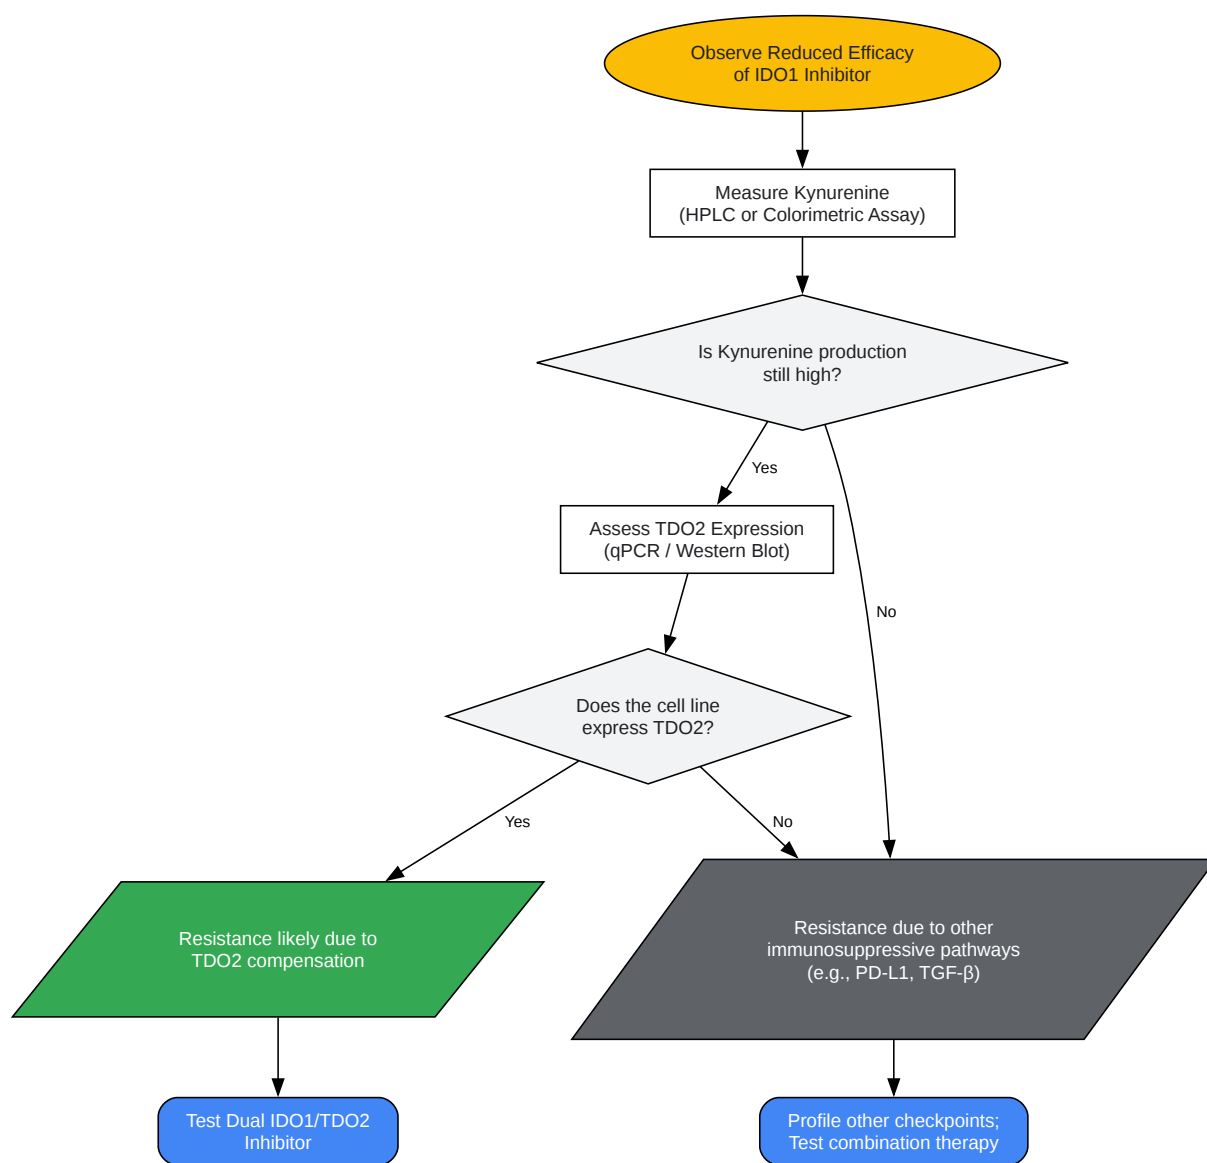 Observe Reduced Efficacy
of IDO1 Inhibitor
Measure Kynurenine
(HPLC or Colorimetric Assay)
Is Kynurenine production
still high?
Yes
Assess TDO2 Expression
(qPCR / Western Blot)
No
Does the cell line
express TDO2?
Yes
No
Resistance likely due to
TDO2 compensation
Resistance due to other
immunosuppressive pathways
(e.g., PD-L1, TGF-β)
Test Dual IDO1/TDO2
Inhibitor
Profile other checkpoints;
Test combination therapy